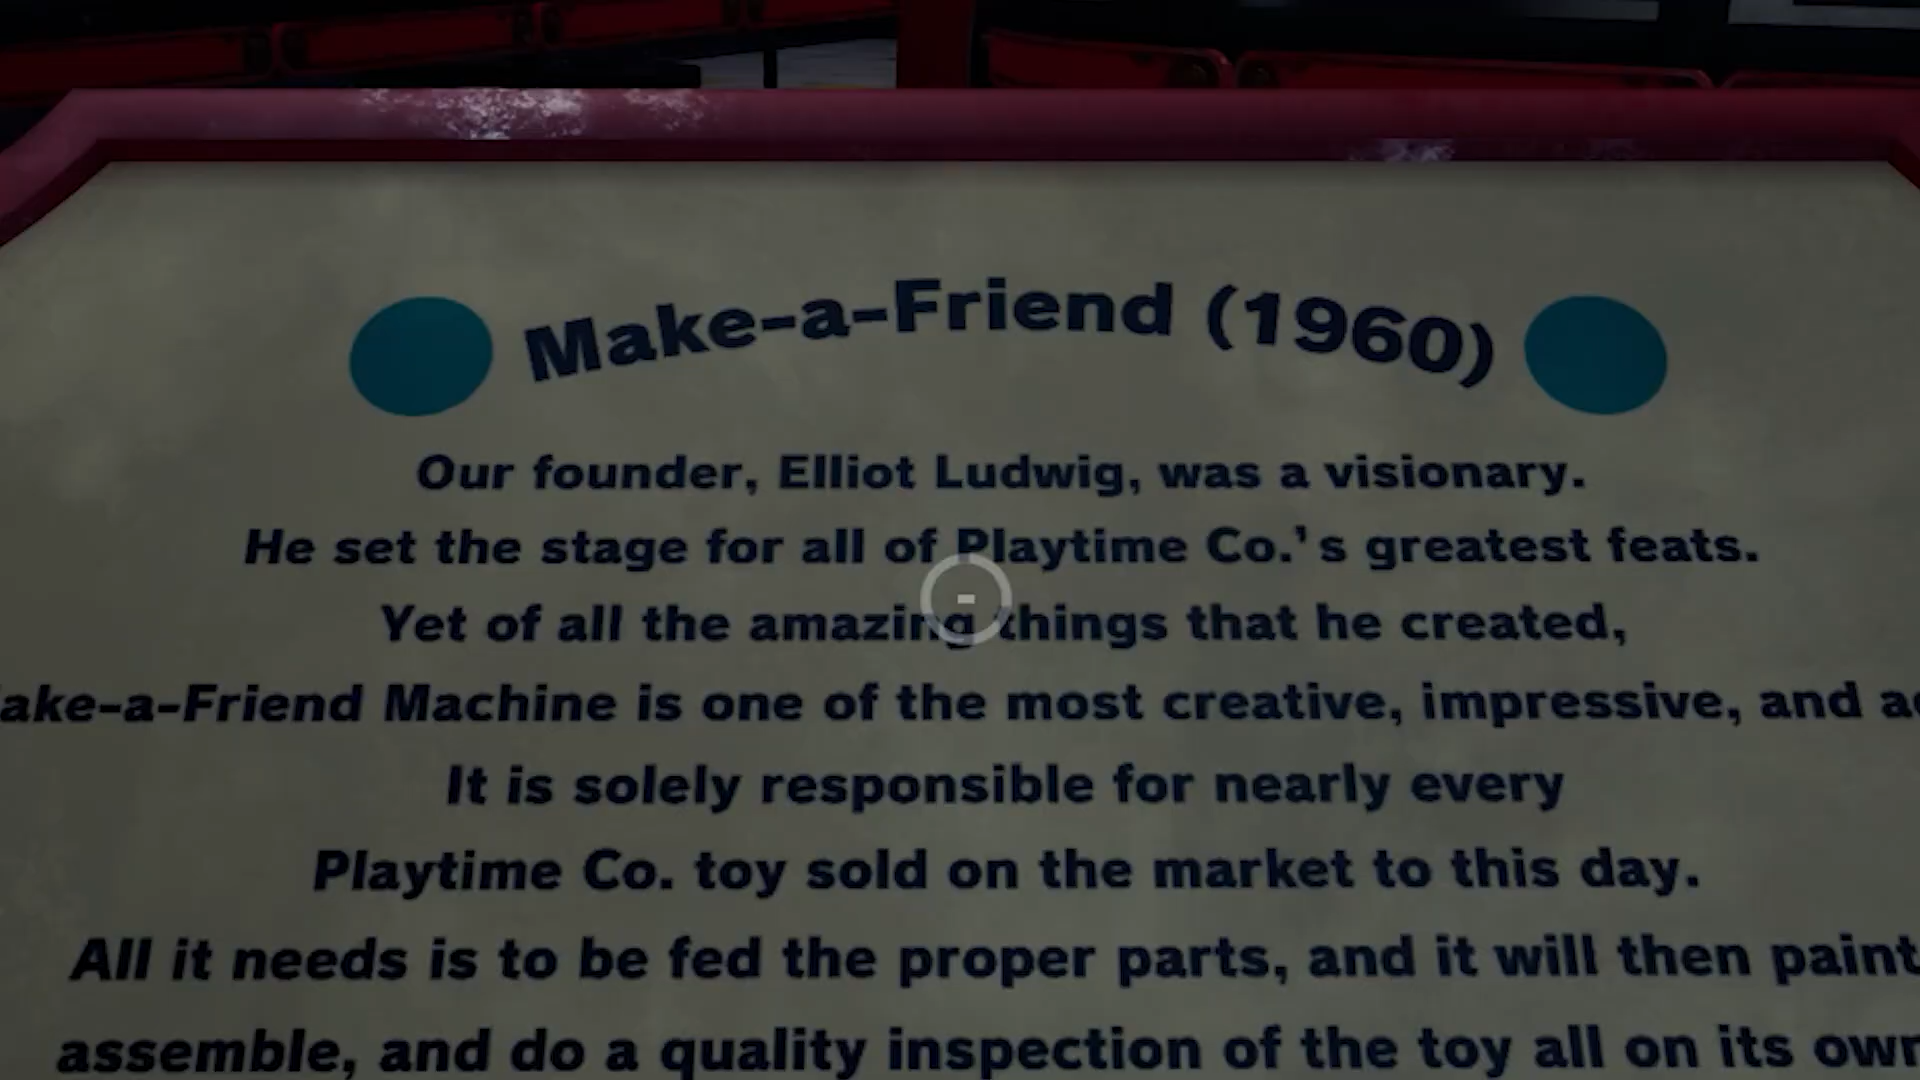 Make-a-Friend (1960)
Our founder, Elliot Ludwig, was a visionary.
He set the stage for all of Playtime Co.'s greatest feats.
Yet of all the amazing things that he created,
ake-a-Friend Machine is one of the most creative, impressive, and
It is solely responsible for nearly every
Playtime Co. toy sold on the market to this day.
All it needs is to be fed the proper parts, and it will then paint
assemble, and do a quality inspection of the toy all on its own